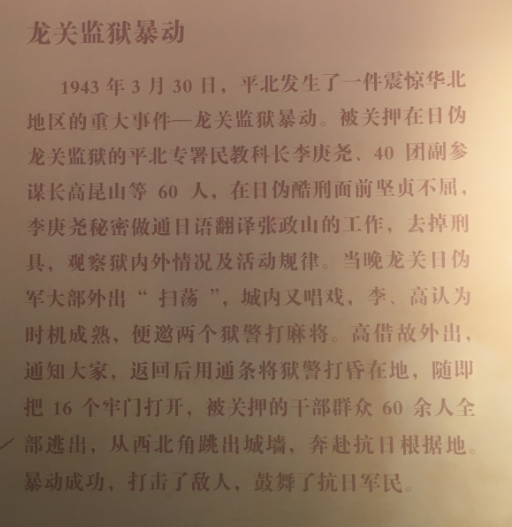 龙关监狱暴动
1943 年 3 月 30 日，平北发生了一件震惊华北
地区的重大事件—龙关监狱暴动。被关押在日伪
龙关监狱的平北专署民教科长李庚尧、40 团副参
谋长高昆山等 60 人，在日伪酷刑面前坚贞不屈，
李庚尧秘密做通日语翻译张政山的工作，去掉刑
具，观察狱内外情况及活动规律。当晚龙关日伪
军大部外出“ 扫荡 ”，城内又唱戏，李、高认为
时机成熟，便邀两个狱警打麻将。高借故外出，
通知大家，返回后用通条将狱警打昏在地，随即
把 16 个牢门打开，被关押的干部群众 60 余人全
部逃出，从西北角跳出城墙，奔赴抗日根据地。
暴动成功，打击了敌人，鼓舞了抗日军民。